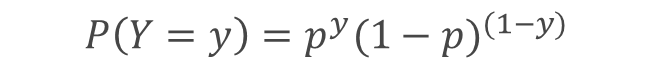 P(Y = y) = p^y(1 − p)^(1−y)